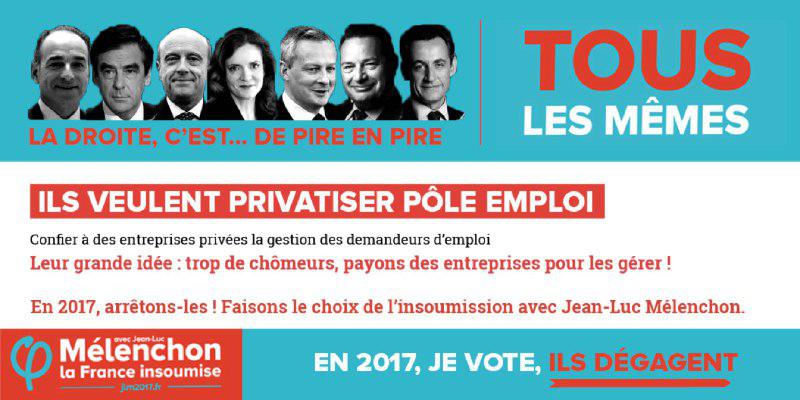 LA DROITE, C'EST... DE PIRE EN PIRE
TOUS
LES MÊMES
ILS VEULENT PRIVATISER PÔLE EMPLOI
Confier à des entreprises privées la gestion des demandeurs d'emploi
Leur grande idée : trop de chômeurs, payons des entreprises pour les gérer !
En 2017, arrêtons-les ! Faisons le choix de l'insoumission avec Jean-Luc Mélenchon.
avec Jean-Luc
Mélenchon
la France insoumise
jlm2017.fr
EN 2017, JE VOTE, ILS DÉGAGENT